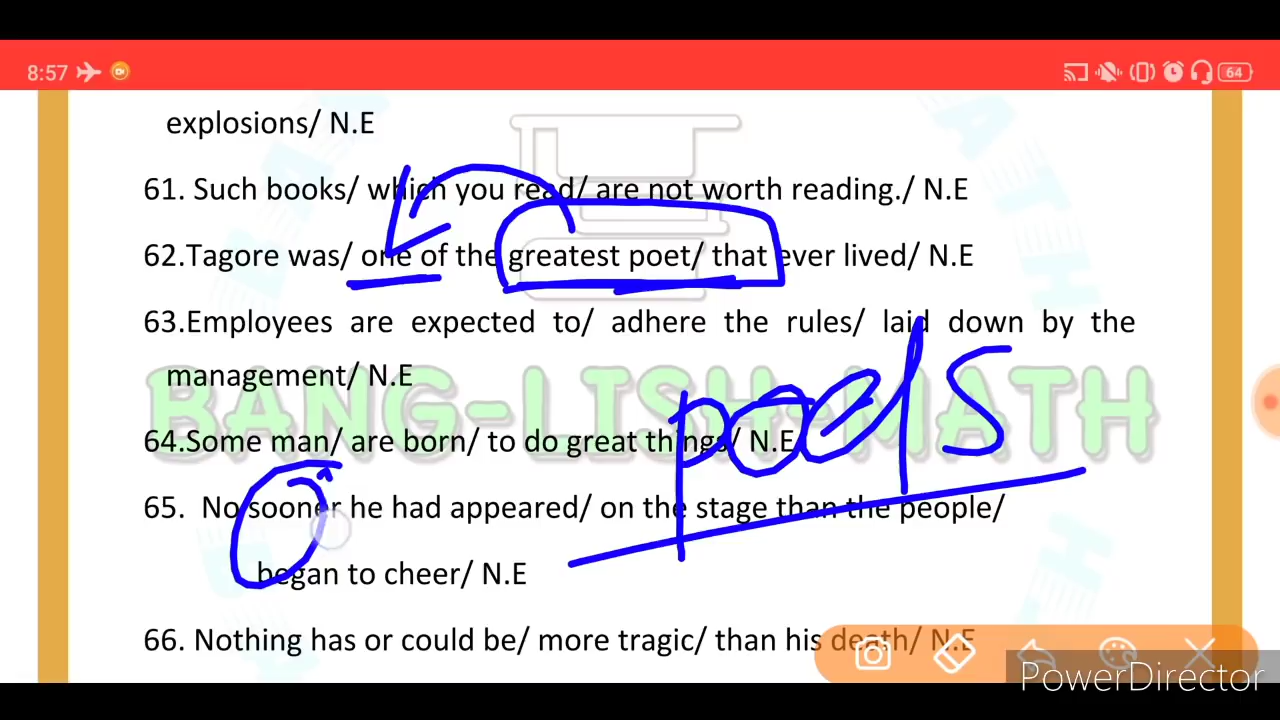 8:57 64
explosions/ N.E
61. Such books/ which you read/ are not worth reading./ N.E
62.Tagore was/ one of the greatest poet/ that ever lived/ N.E
63.Employees are expected to/ adhere the rules/ laid down by the
management/ N.E
BANG-LISH-MATH
poets
64.Some man/ are born/ to do great things/ N.E
65. No sooner he had appeared/ on the stage than the people/
began to cheer/ N.E
66. Nothing has or could be/ more tragic/ than his death/ N.E
PowerDirector